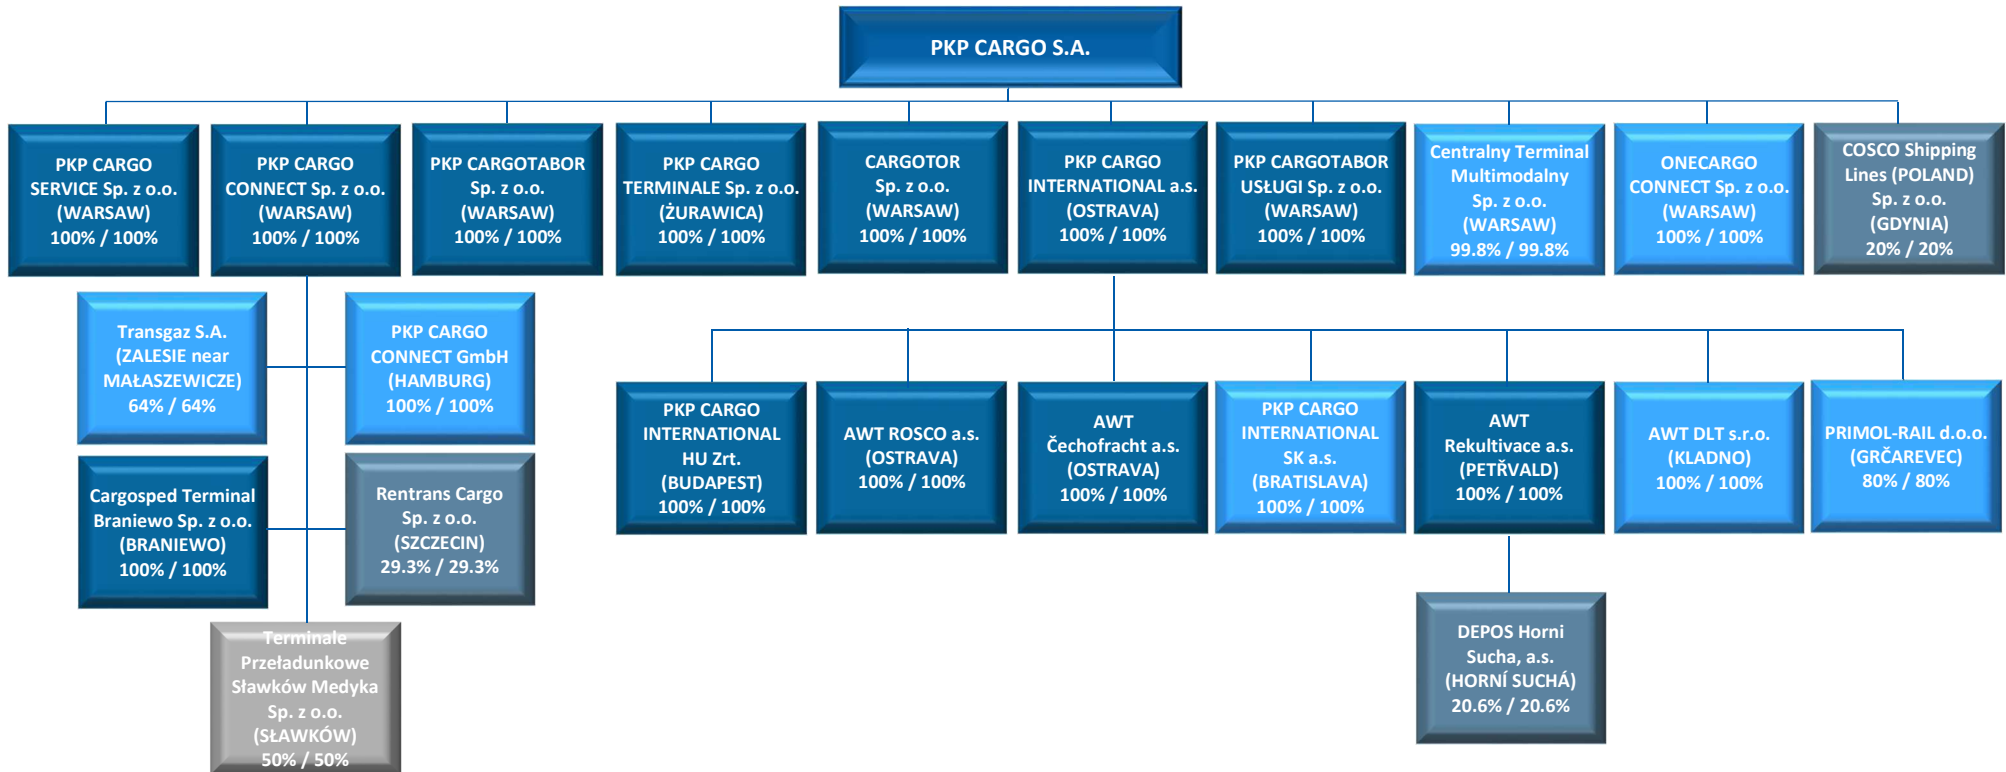 PKP CARGO S.A.
PKP CARGO
SERVICE Sp. z o.o.
(WARSAW)
100% / 100%
PKP CARGO
CONNECT Sp. z o.o.
(WARSAW)
100% / 100%
PKP CARGOTABOR
Sp. z o.o.
(WARSAW)
100% / 100%
PKP CARGO
TERMINALE Sp. z o.o.
(ŻURAWICA)
100% / 100%
CARGOTOR
Sp. z o.o.
(WARSAW)
100% / 100%
PKP CARGO
INTERNATIONAL a.s.
(OSTRAVA)
100% / 100%
PKP CARGOTABOR
USŁUGI Sp. z o.o.
(WARSAW)
100% / 100%
Centralny Terminal
Multimodalny
Sp. z o.o.
(WARSAW)
99.8% / 99.8%
ONECARGO
CONNECT Sp. z o.o.
(WARSAW)
100% / 100%
COSCO Shipping
Lines (POLAND)
Sp. z o.o.
(GDYNIA)
20% / 20%
Transgaz S.A.
(ZALESIE near
MAŁASZEWICZE)
64% / 64%
PKP CARGO
CONNECT GmbH
(HAMBURG)
100% / 100%
Cargosped Terminal
Braniewo Sp. z o.o.
(BRANIEWO)
100% / 100%
Rentrans Cargo
Sp. z o.o.
(SZCZECIN)
29.3% / 29.3%
Terminale
Przeładunkowe
Sławków Medyka
Sp. z o.o.
(SŁAWKÓW)
50% / 50%
PKP CARGO
INTERNATIONAL
HU Zrt.
(BUDAPEST)
100% / 100%
AWT ROSCO a.s.
(OSTRAVA)
100% / 100%
AWT
Čechofracht a.s.
(OSTRAVA)
100% / 100%
PKP CARGO
INTERNATIONAL
SK a.s.
(BRATISLAVA)
100% / 100%
AWT
Rekultivace a.s.
(PETŘVALD)
100% / 100%
AWT DLT s.r.o.
(KLADNO)
100% / 100%
PRIMOL-RAIL d.o.o.
(GRČAREVEC)
80% / 80%
DEPOS Horni
Sucha, a.s.
(HORNÍ SUCHÁ)
20.6% / 20.6%